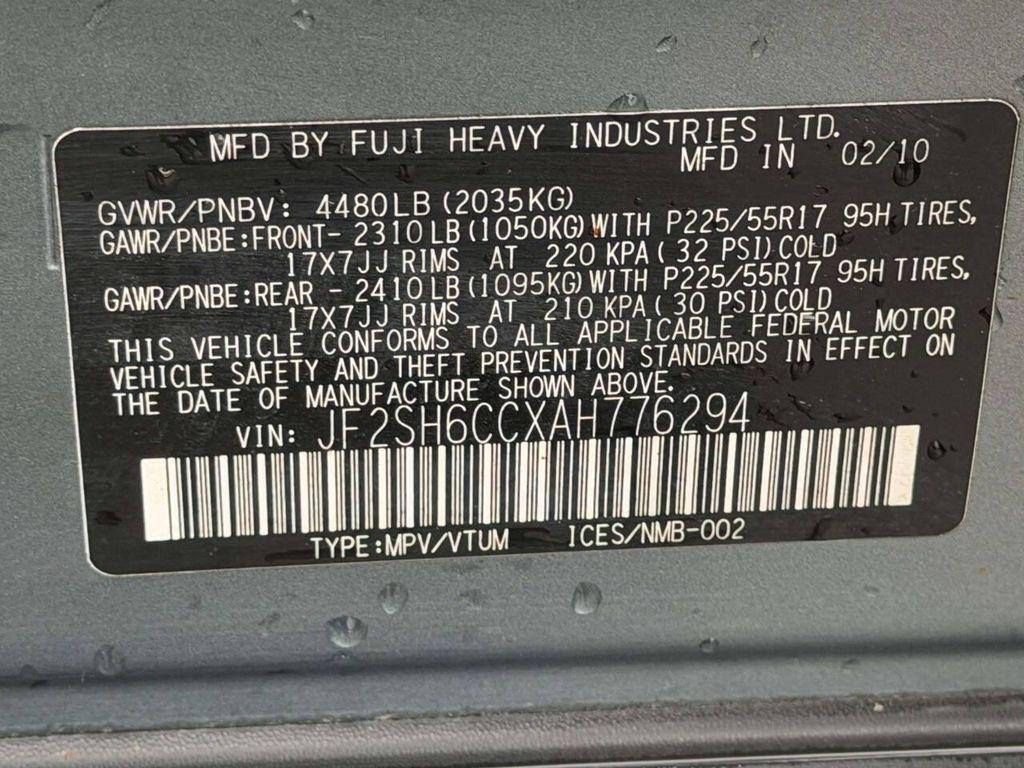 MFD BY FUJI HEAVY INDUSTRIES LTD.
MFD IN 02/10
GVWR/PNBV: 4480LB (2035KG)
GAWR/PNBE:FRONT- 2310 LB (1050KG) WITH P225/55R17 95H TIRES,
17X7JJ RIMS AT 220 KPA ( 32 PSI) COLD
GAWR/PNBE:REAR - 2410 LB (1095KG) WITH P225/55R17 95H TIRES,
17X7JJ RIMS AT 210 KPA ( 30 PSI) COLD
THIS VEHICLE CONFORMS TO ALL APPLICABLE FEDERAL MOTOR
VEHICLE SAFETY AND THEFT PREVENTION STANDARDS IN EFFECT ON
THE DATE OF MANUFACTURE SHOWN ABOVE.
VIN: JF2SH6CCXAH776294
TYPE:MPV/VTUM ICES/NMB-002